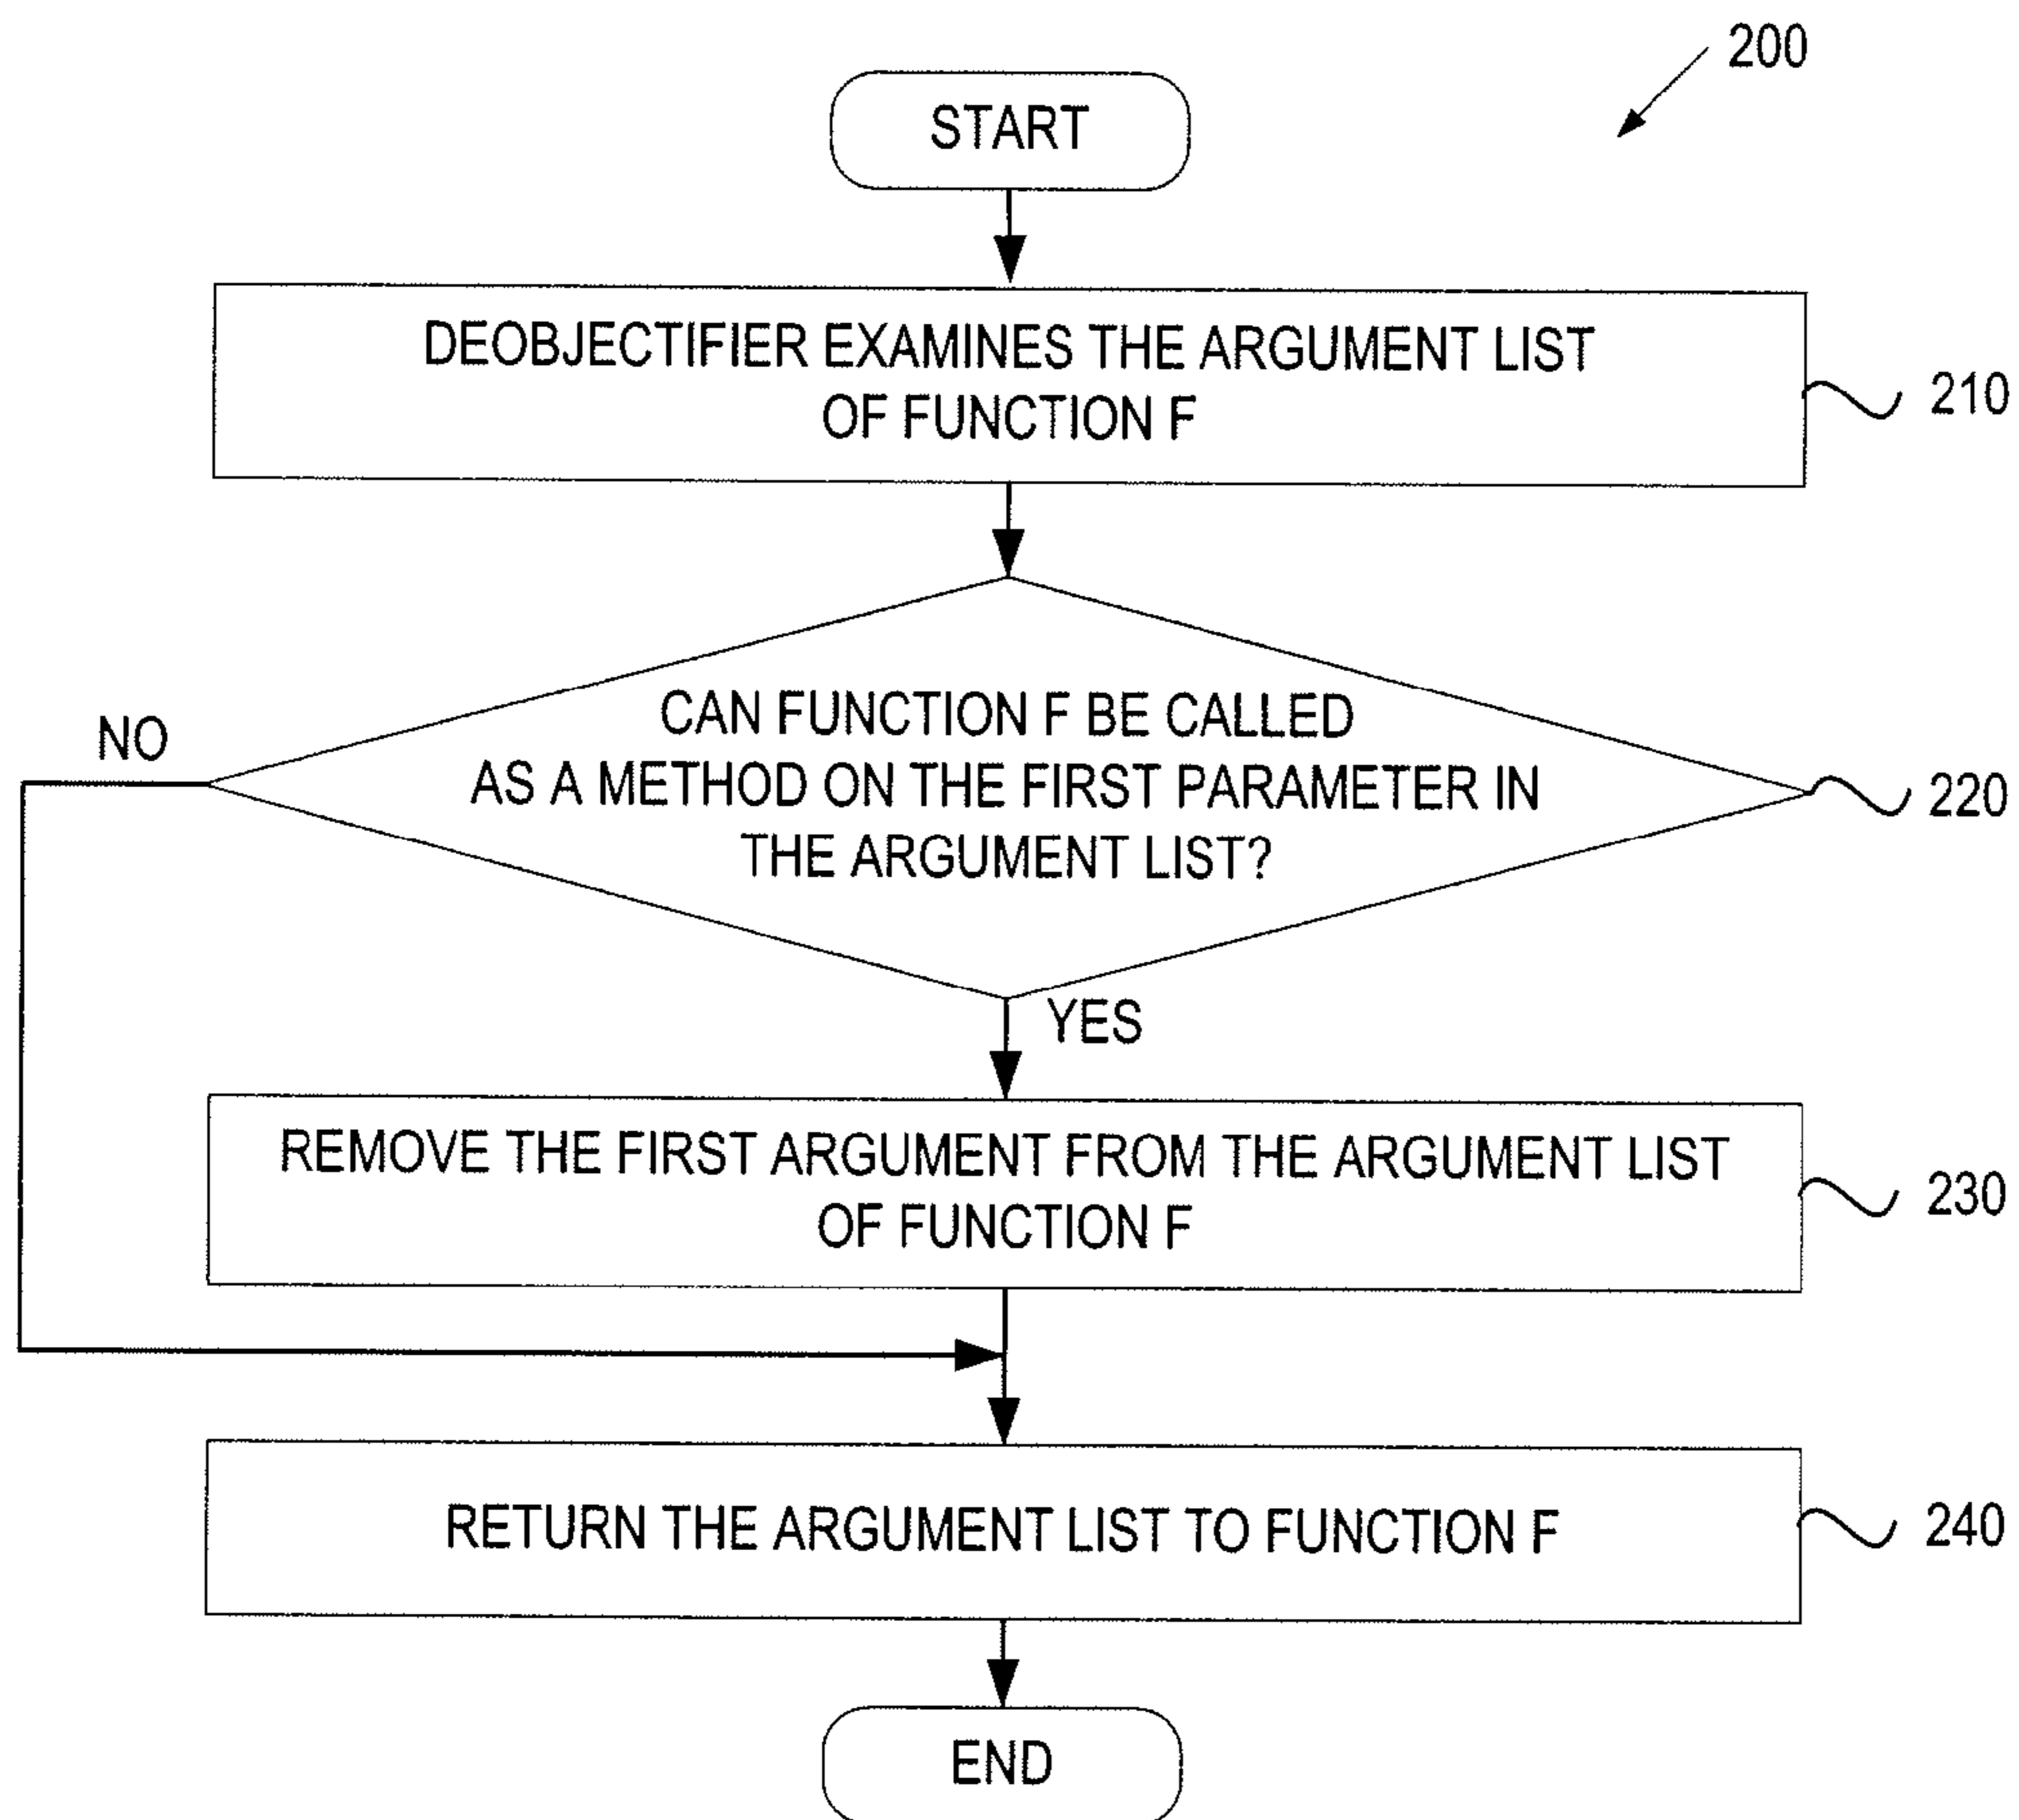 200
START
DEOBJECTIFIER EXAMINES THE ARGUMENT LIST
OF FUNCTION F
210
CAN FUNCTION F BE CALLED
AS A METHOD ON THE FIRST PARAMETER IN
THE ARGUMENT LIST?
NO
220
YES
REMOVE THE FIRST ARGUMENT FROM THE ARGUMENT LIST
OF FUNCTION F
230
RETURN THE ARGUMENT LIST TO FUNCTION F
240
END